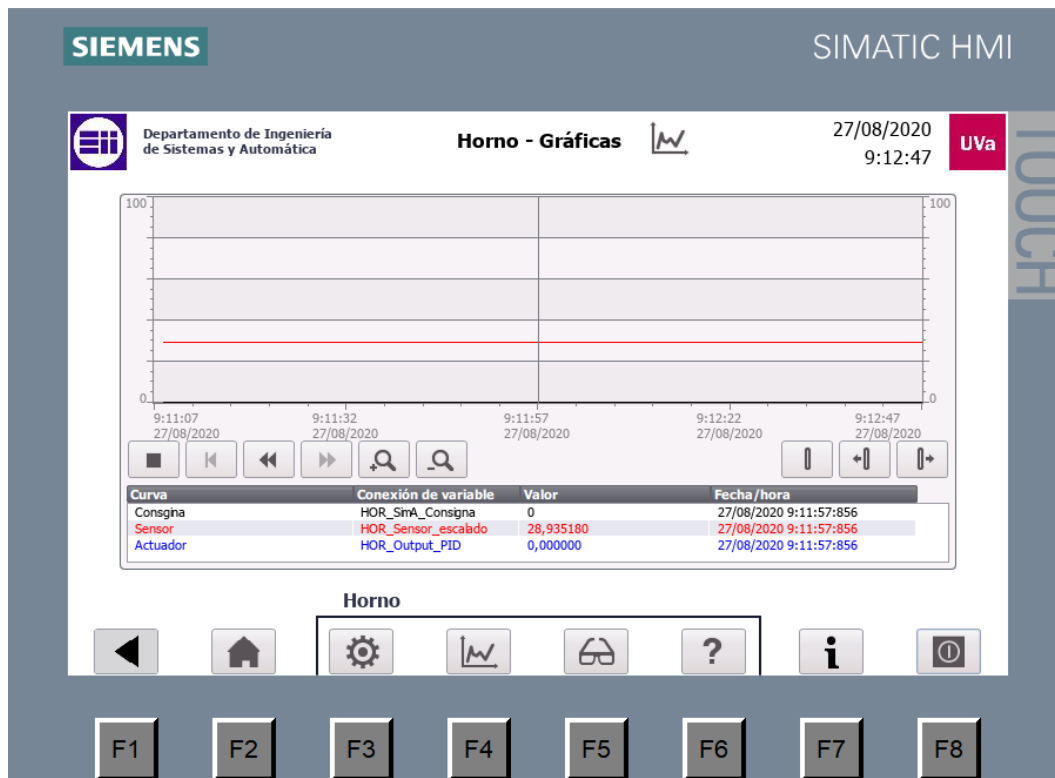 SIEMENS
SIMATIC HMI
TOUCH
Departamento de Ingeniería
de Sistemas y Automática
Horno - Gráficas
27/08/2020
9:12:47
UVa
100
100
0
0
9:11:07
27/08/2020
9:11:32
27/08/2020
9:11:57
27/08/2020
9:12:22
27/08/2020
9:12:47
27/08/2020
Curva Conexión de variable Valor Fecha/hora
Consgina HOR_SimA_Consigna 0 27/08/2020 9:11:57:856
Sensor HOR_Sensor_escalado 28,935180 27/08/2020 9:11:57:856
Actuador HOR_Output_PID 0,000000 27/08/2020 9:11:57:856
Horno
?
i
F1 F2 F3 F4 F5 F6 F7 F8